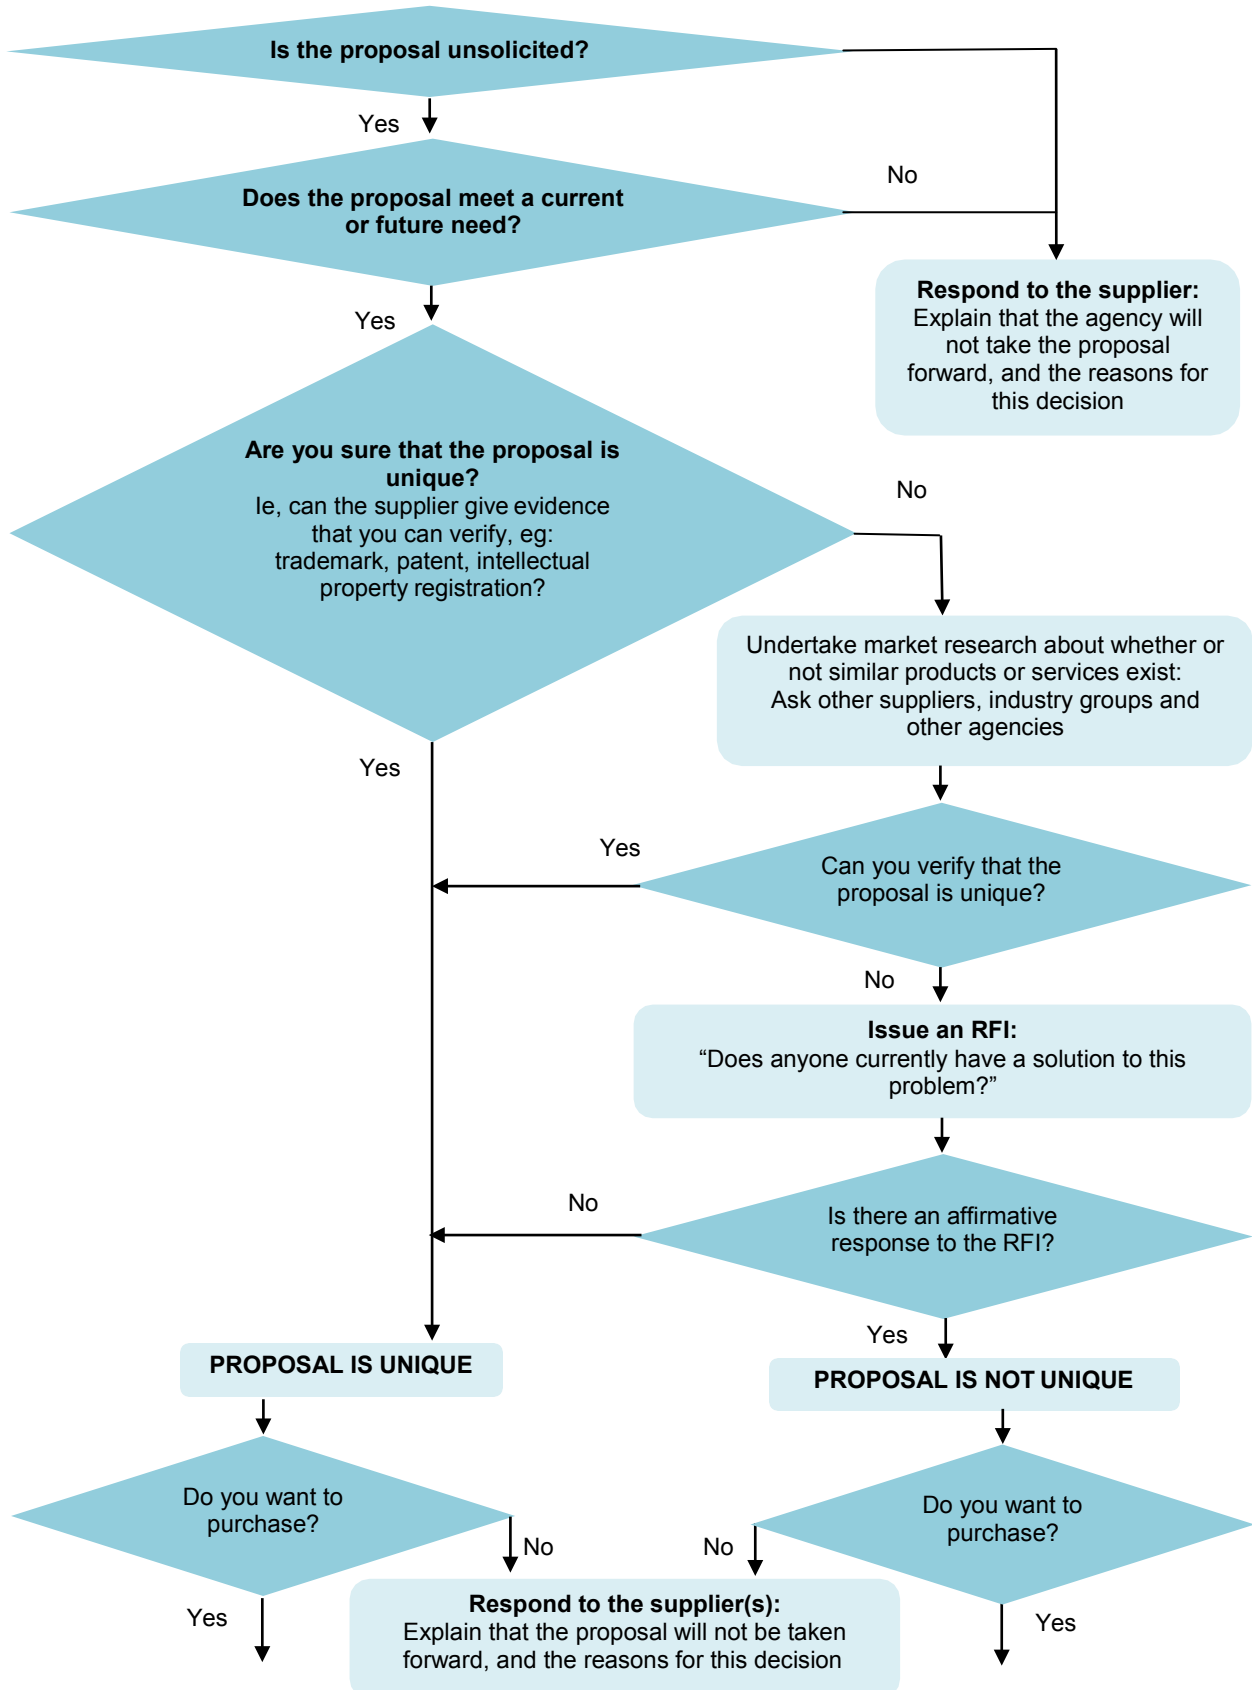 Is the proposal unsolicited?
Yes
Does the proposal meet a current
or future need?
No
Respond to the supplier:
Explain that the agency will
not take the proposal
forward, and the reasons for
this decision
Yes
Are you sure that the proposal is
unique?
Ie, can the supplier give evidence
that you can verify, eg:
trademark, patent, intellectual
property registration?
No
Undertake market research about whether or
not similar products or services exist:
Ask other suppliers, industry groups and
other agencies
Yes
Yes
Can you verify that the
proposal is unique?
No
Issue an RFI:
“Does anyone currently have a solution to this
problem?”
No
Is there an affirmative
response to the RFI?
Yes
PROPOSAL IS UNIQUE
PROPOSAL IS NOT UNIQUE
Do you want to
purchase?
Do you want to
purchase?
No
No
Yes
Respond to the supplier(s):
Explain that the proposal will not be taken
forward, and the reasons for this decision
Yes